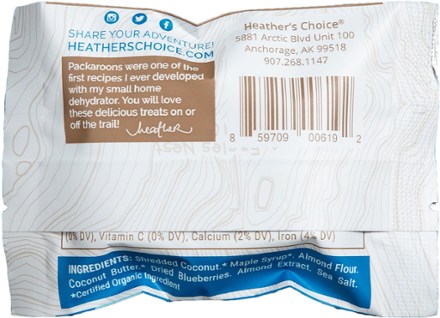 SHARE YOUR ADVENTURE!
HEATHERSCHOICE.COM
Packaroons were one of the
first recipes I ever developed
with my small home
dehydrator. You will love
these delicious treats on or
off the trail!
heather
Heather's Choice®
5881 Arctic Blvd Unit 100
Anchorage, AK 99518
907.268.1147
8 59709 00619 2
(0% DV), Vitamin C (0% DV), Calcium (2% DV), Iron (4% DV)
INGREDIENTS: Shredded Coconut,* Maple Syrup*, Almond Flour,
Coconut Butter,* Dried Blueberries, Almond Extract, Sea Salt.
*Certified Organic Ingredient